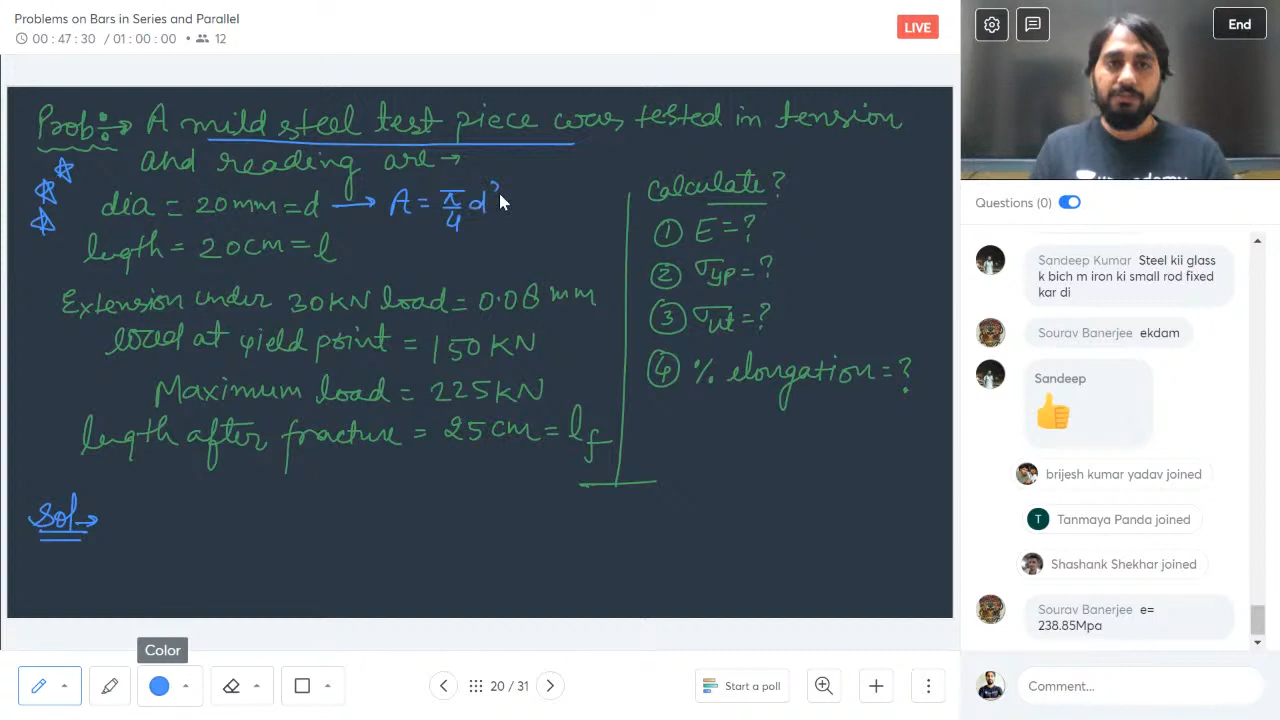 Problems on Bars in Series and Parallel
00 : 47 : 30 / 01 : 00 : 00 • 12
LIVE
End
Prob:→ A mild steel test piece was tested in tension
and reading are →
dia = 20mm = d → A = π/4 d²
length = 20cm = l
Extension under 30KN load = 0.08 mm
load at yield point = 150 KN
Maximum load = 225KN
length after fracture = 25cm = lf
Calculate?
① E = ?
② σyp = ?
③ σut = ?
④ % elongation = ?
Sol→
Questions (0)
Sandeep Kumar Steel kii glass
k bich m iron ki small rod fixed
kar di
Sourav Banerjee ekdam
Sandeep
👍
brijesh kumar yadav joined
T Tanmaya Panda joined
Shashank Shekhar joined
Sourav Banerjee e=
238.85Mpa
Color
20 / 31
Start a poll
Comment...